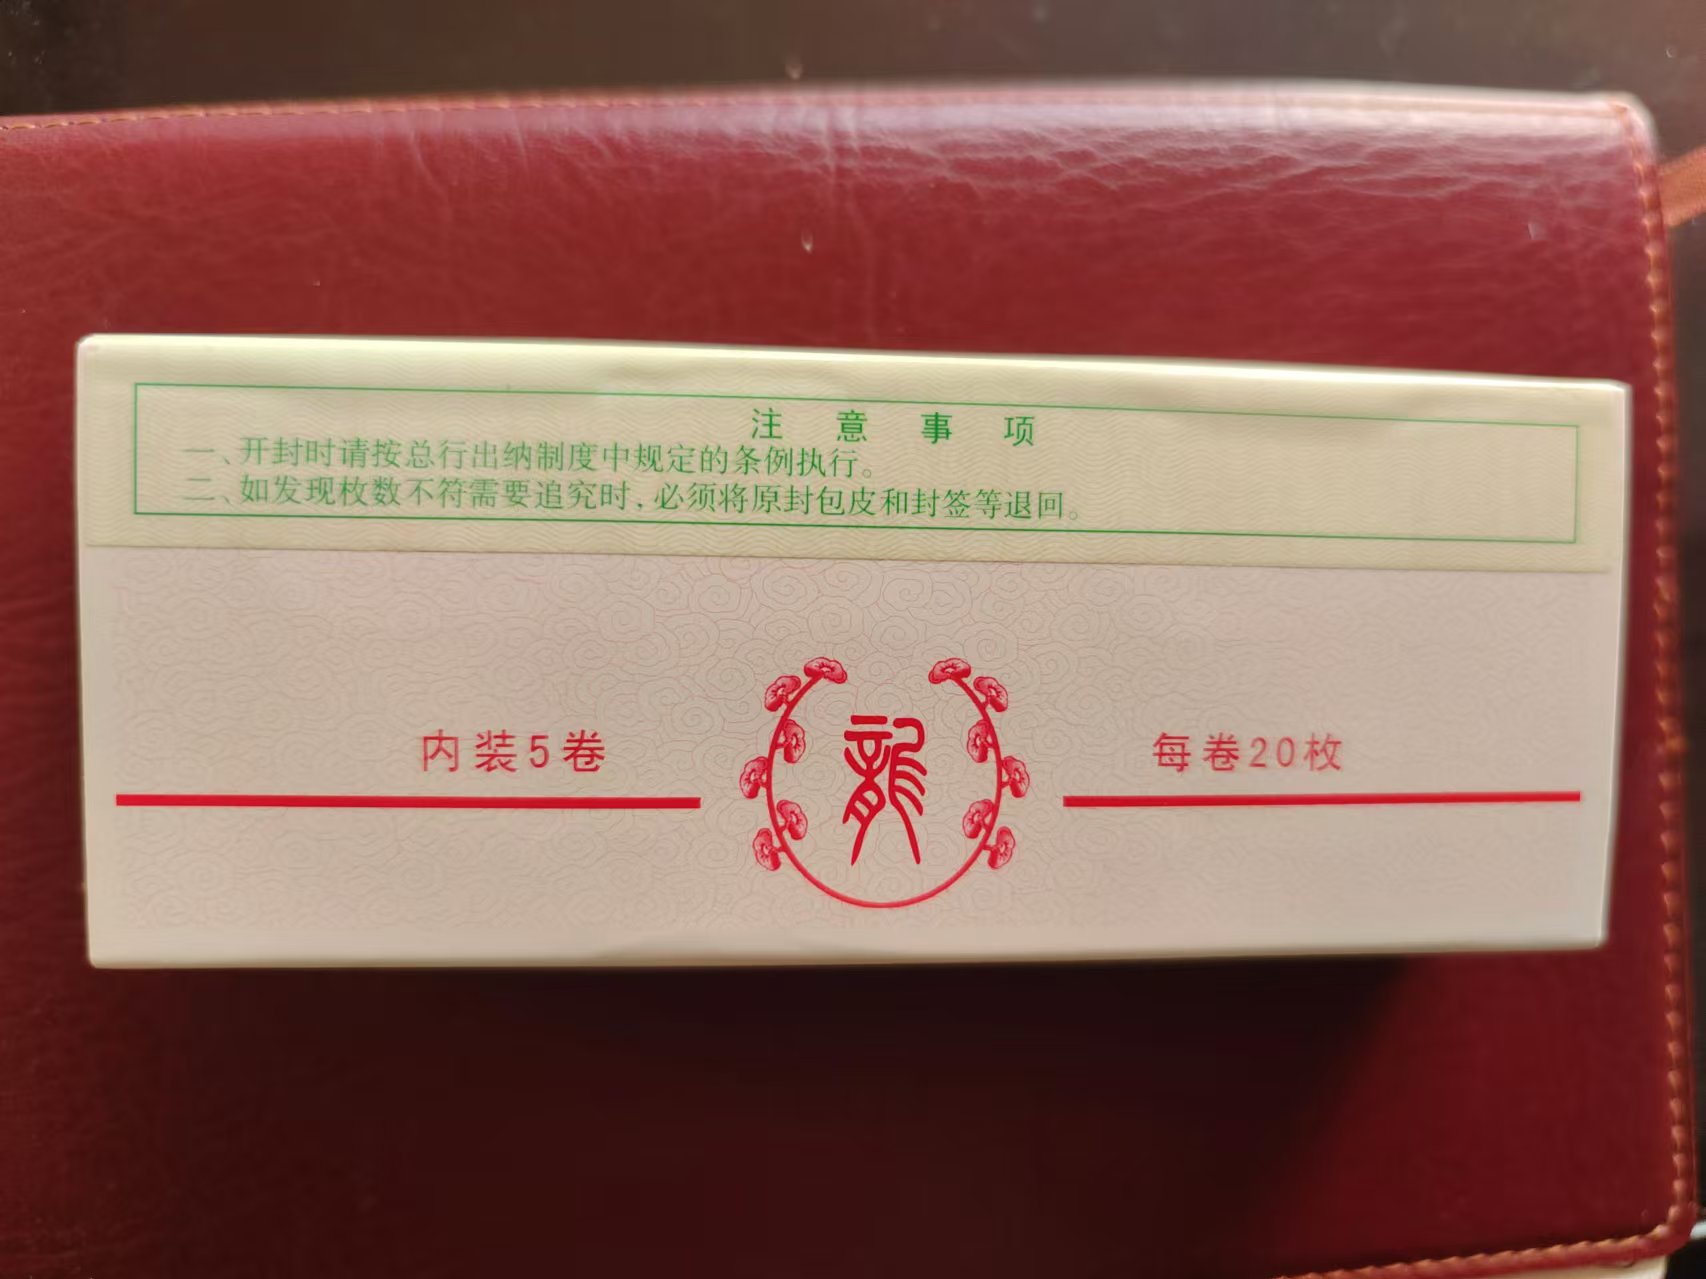 注意事项
一、开封时请按总行出纳制度中规定的条例执行。
二、如发现枚数不符需要追究时，必须将原封包皮和封签等退回。
内装5卷
龍
每卷20枚